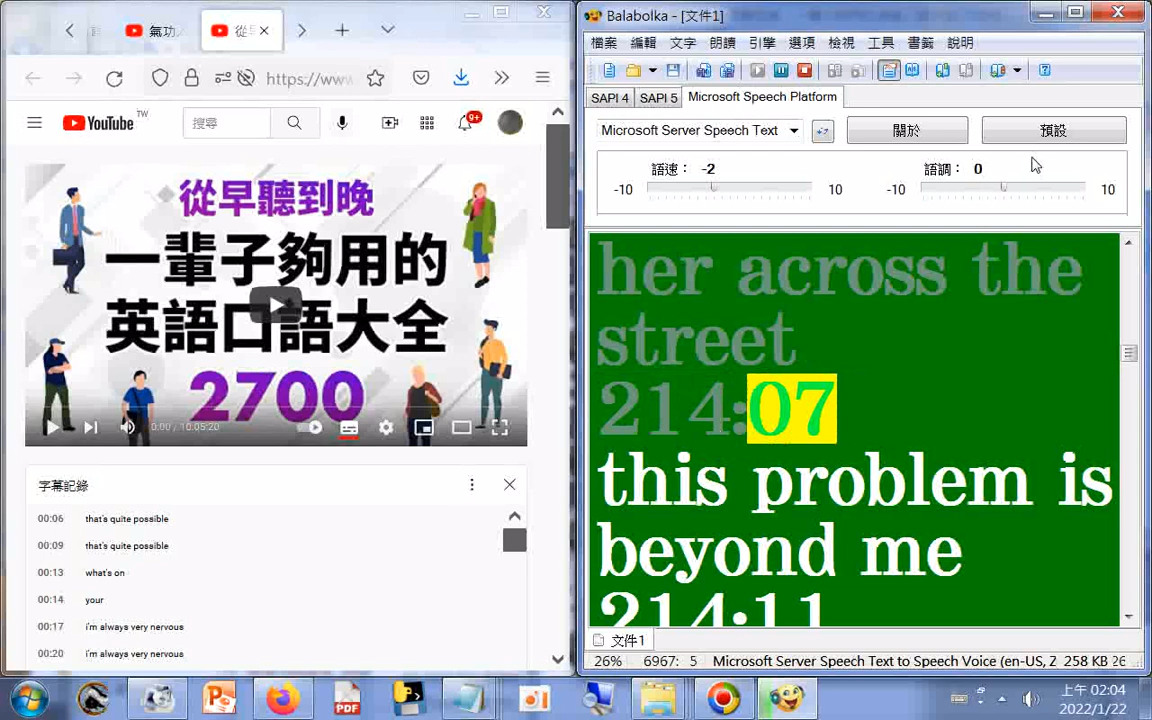 氣功
從
https://www
YouTube
TW
搜尋
9+
從早聽到晚
一輩子夠用的
英語口語大全
2700
0:00 / 10:05:20
字幕記錄
00:06 that's quite possible
00:09 that's quite possible
00:13 what's on
00:14 your
00:17 i'm always very nervous
00:20 i'm always very nervous
Balabolka - [文件1]
檔案 編輯 文字 朗讀 引擎 選項 檢視 工具 書籤 說明
SAPI 4 SAPI 5 Microsoft Speech Platform
Microsoft Server Speech Text 關於 預設
語速： -2 語調： 0
-10 10 -10 10
her across the
street
214:07
this problem is
beyond me
214:11
文件1
26% 6967: 5 Microsoft Server Speech Text to Speech Voice (en-US, Z 258 KB 26
PDF
上午 02:04
2022/1/22